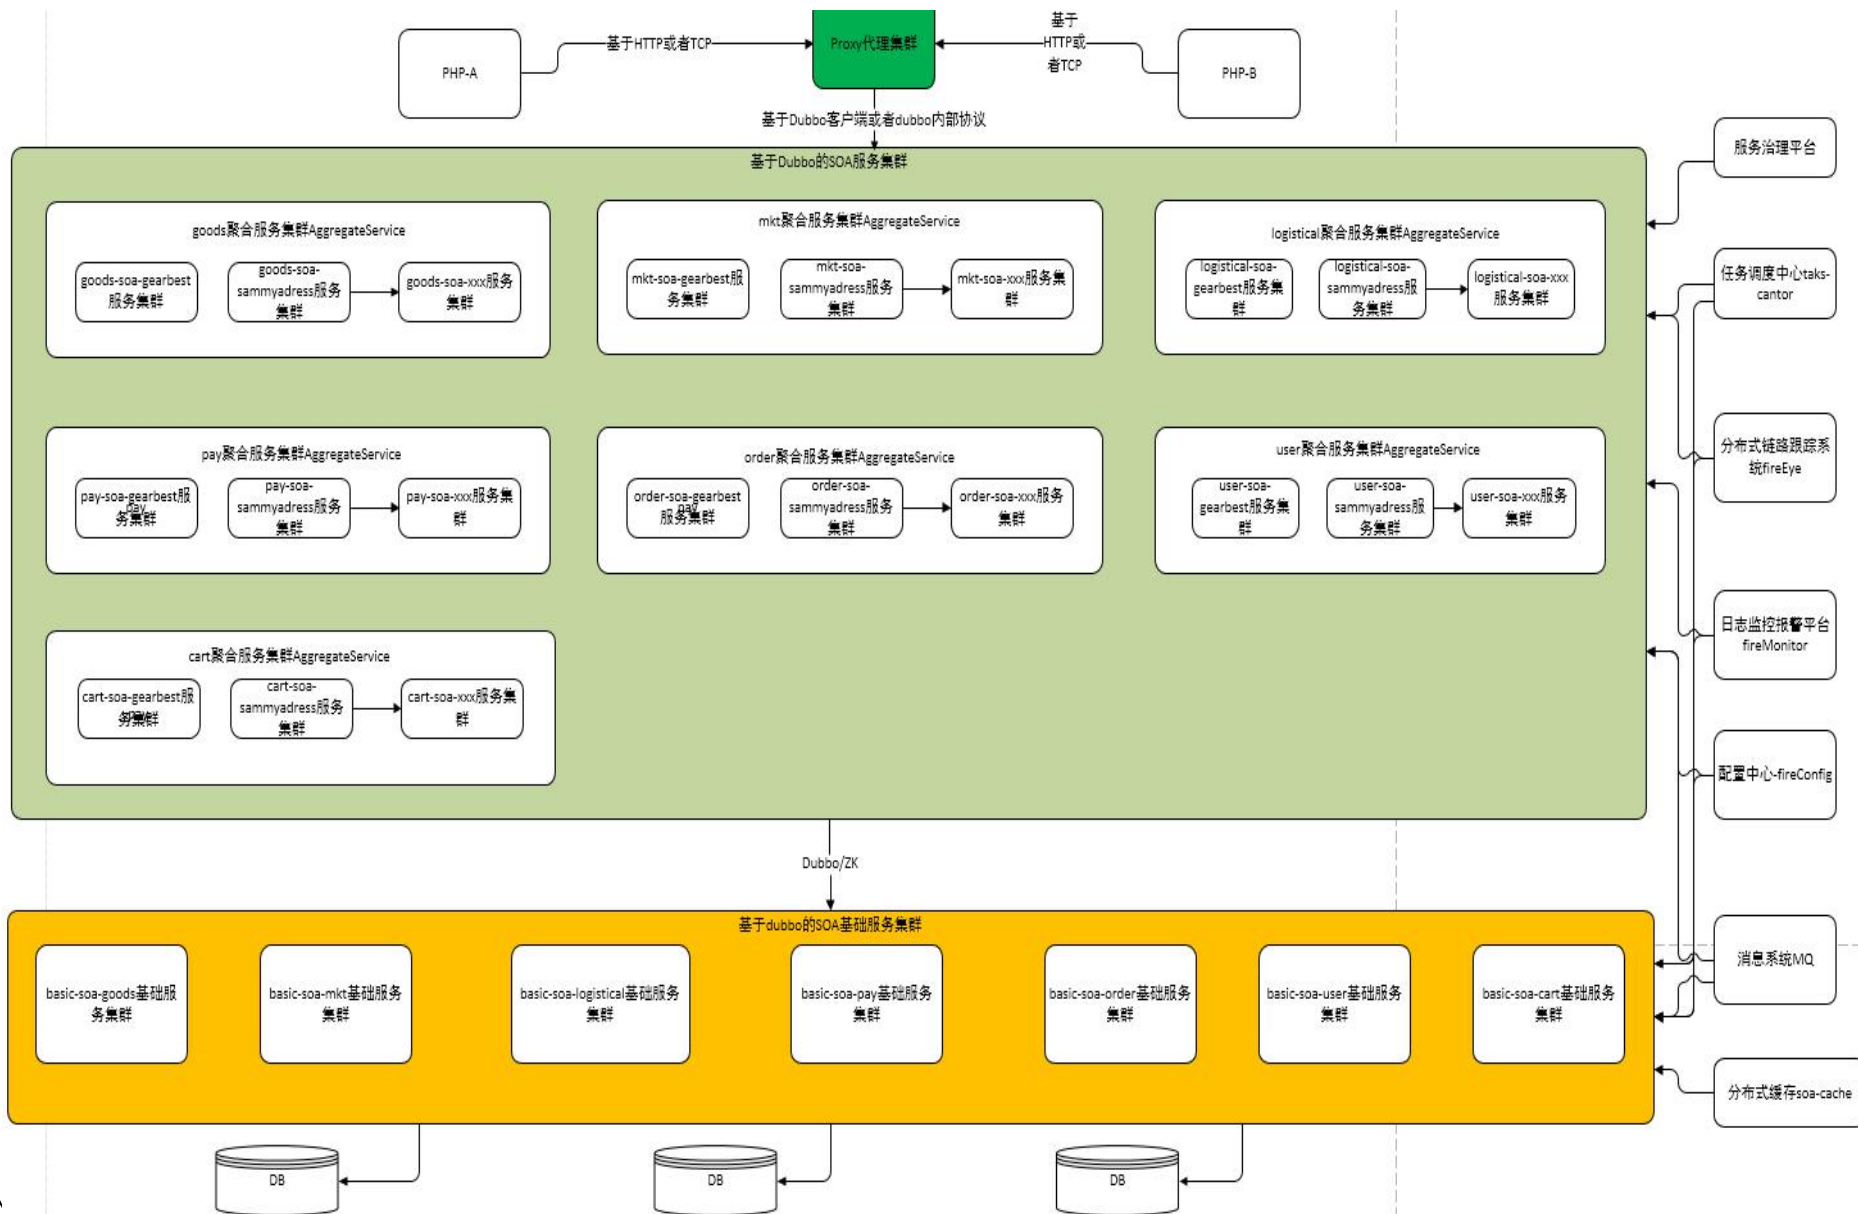 PHP-A
基于HTTP或者TCP
Proxy代理集群
基于
HTTP或
者TCP
PHP-B
基于Dubbo客户端或者dubbo内部协议
基于Dubbo的SOA服务集群
goods聚合服务集群AggregateService
goods-soa-gearbest
服务集群
goods-soa-
sammyadress服务
集群
goods-soa-xxx服务
集群
mkt聚合服务集群AggregateService
mkt-soa-gearbest服
务集群
mkt-soa-
sammyadress服务
集群
mkt-soa-xxx服务集
群
logistical聚合服务集群AggregateService
logistical-soa-
gearbest服务集
群
logistical-soa-
sammyadress服
务集群
logistical-soa-xxx
服务集群
pay聚合服务集群AggregateService
pay-soa-gearbest服
务集群
pay
pay-soa-
sammyadress服务
集群
pay-soa-xxx服务集
群
order聚合服务集群AggregateService
order-soa-gearbest
服务集群
pay
order-soa-
sammyadress服务
集群
order-soa-xxx服务
集群
user聚合服务集群AggregateService
user-soa-
gearbest服务集
群
user-soa-
sammyadress服
务集群
user-soa-xxx服务
集群
cart聚合服务集群AggregateService
cart-soa-gearbest服
务集群
cart-soa-
sammyadress服务
集群
cart-soa-xxx服务集
群
服务治理平台
任务调度中心taks-
cantor
分布式链路跟踪系
统fireEye
日志监控报警平台
fireMonitor
配置中心-fireConfig
消息系统MQ
分布式缓存soa-cache
Dubbo/ZK
基于dubbo的SOA基础服务集群
basic-soa-goods基础服
务集群
basic-soa-mkt基础服务
集群
basic-soa-logistical基础服务
集群
basic-soa-pay基础服务
集群
basic-soa-order基础服务
集群
basic-soa-user基础服务
集群
basic-soa-cart基础服务
集群
DB
DB
DB